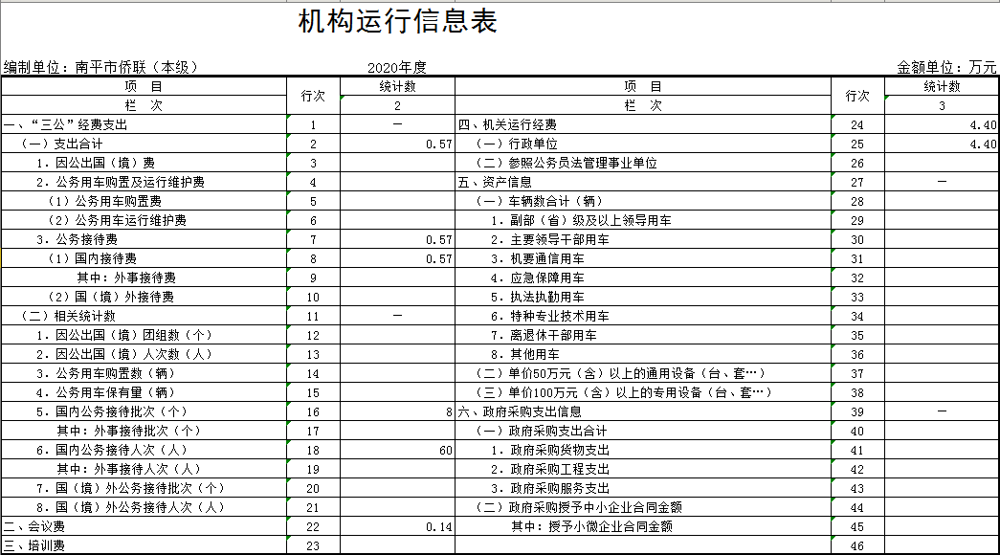 机构运行信息表
编制单位：南平市侨联（本级） 2020年度 金额单位：万元
项 目 行次 统计数 项 目 行次 统计数
栏 次 2 栏 次 3
一、“三公”经费支出 1 — 四、机关运行经费 24 4.40
（一）支出合计 2 0.57 （一）行政单位 25 4.40
1．因公出国（境）费 3 （二）参照公务员法管理事业单位 26
2．公务用车购置及运行维护费 4 五、资产信息 27 —
（1）公务用车购置费 5 （一）车辆数合计（辆） 28
（2）公务用车运行维护费 6 1．副部（省）级及以上领导用车 29
3．公务接待费 7 0.57 2．主要领导干部用车 30
（1）国内接待费 8 0.57 3．机要通信用车 31
其中：外事接待费 9 4．应急保障用车 32
（2）国（境）外接待费 10 5．执法执勤用车 33
（二）相关统计数 11 — 6．特种专业技术用车 34
1．因公出国（境）团组数（个） 12 7．离退休干部用车 35
2．因公出国（境）人次数（人） 13 8．其他用车 36
3．公务用车购置数（辆） 14 （二）单价50万元（含）以上的通用设备（台、套…） 37
4．公务用车保有量（辆） 15 （三）单价100万元（含）以上的专用设备（台、套…） 38
5．国内公务接待批次（个） 16 8 六、政府采购支出信息 39 —
其中：外事接待批次（个） 17 （一）政府采购支出合计 40
6．国内公务接待人次（人） 18 60 1．政府采购货物支出 41
其中：外事接待人次（人） 19 2．政府采购工程支出 42
7．国（境）外公务接待批次（个） 20 3．政府采购服务支出 43
8．国（境）外公务接待人次（人） 21 （二）政府采购授予中小企业合同金额 44
二、会议费 22 0.14 其中：授予小微企业合同金额 45
三、培训费 23 46